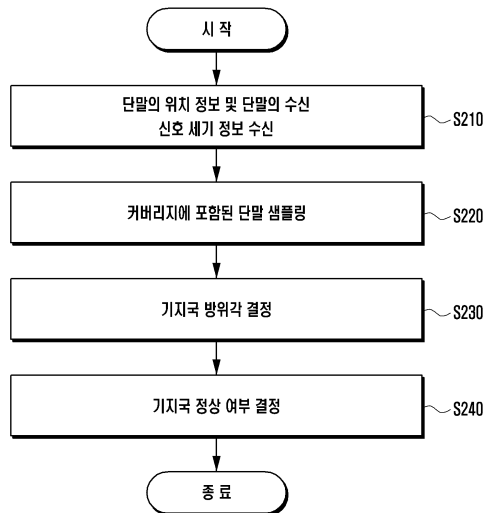 시 작
단말의 위치 정보 및 단말의 수신
신호 세기 정보 수신
S210
커버리지에 포함된 단말 샘플링
S220
기지국 방위각 결정
S230
기지국 정상 여부 결정
S240
종 료